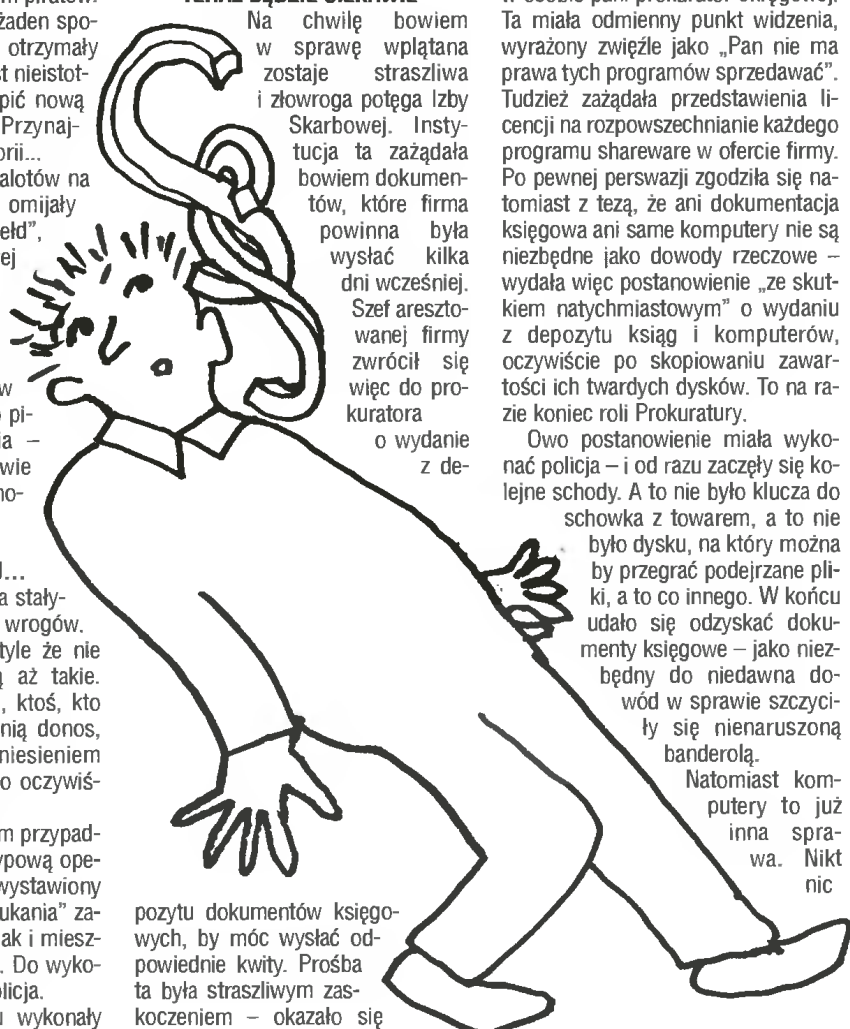 żaden spo-
otrzymały
st nieistot-
pić nową
Przynaj-
orii...
alotów na
omijały
ełd",
ej
w
o pi-
ia –
wie
no-
J...
a stały-
wrogów.
tyle że nie
ą aż takie.
, ktoś, kto
nią donos,
niesieniem
o oczywiś-
m przypad-
ypową ope-
wystawiony
ukania" za-
ak i miesz-
. Do wyko-
licja.
u wykonały
Na chwilę bowiem
w sprawę wplątana
zostaje straszliwa
i złowroga potęga Izby
Skarbowej. Insty-
tucja ta zażądała
bowiem dokumen-
tów, które firma
powinna była
wysłać kilka
dni wcześniej.
Szef areszto-
wanej firmy
zwrócił się
więc do pro-
kuratora
o wydanie
z de-
pozytu dokumentów księgo-
wych, by móc wysłać od-
powiednie kwity. Prośba
ta była straszliwym zas-
koczeniem – okazało się
Ta miała odmienny punkt widzenia,
wyrażony zwięźle jako „Pan nie ma
prawa tych programów sprzedawać”.
Tudzież zażądała przedstawienia li-
cencji na rozpowszechnianie każdego
programu shareware w ofercie firmy.
Po pewnej perswazji zgodziła się na-
tomiast z tezą, że ani dokumentacja
księgowa ani same komputery nie są
niezbędne jako dowody rzeczowe –
wydała więc postanowienie „ze skut-
kiem natychmiastowym” o wydaniu
z depozytu ksiąg i komputerów,
oczywiście po skopiowaniu zawar-
tości ich twardych dysków. To na ra-
zie koniec roli Prokuratury.
Owo postanowienie miała wyko-
nać policja – i od razu zaczęły się ko-
lejne schody. A to nie było klucza do
schowka z towarem, a to nie
było dysku, na który można
by przegrać podejrzane pli-
ki, a to co innego. W końcu
udało się odzyskać doku-
menty księgowe – jako niez-
będny do niedawna do-
wód w sprawie szczyci-
ły się nienaruszoną
banderolą.
Natomiast kom-
putery to już
inna spra-
wa. Nikt
nic